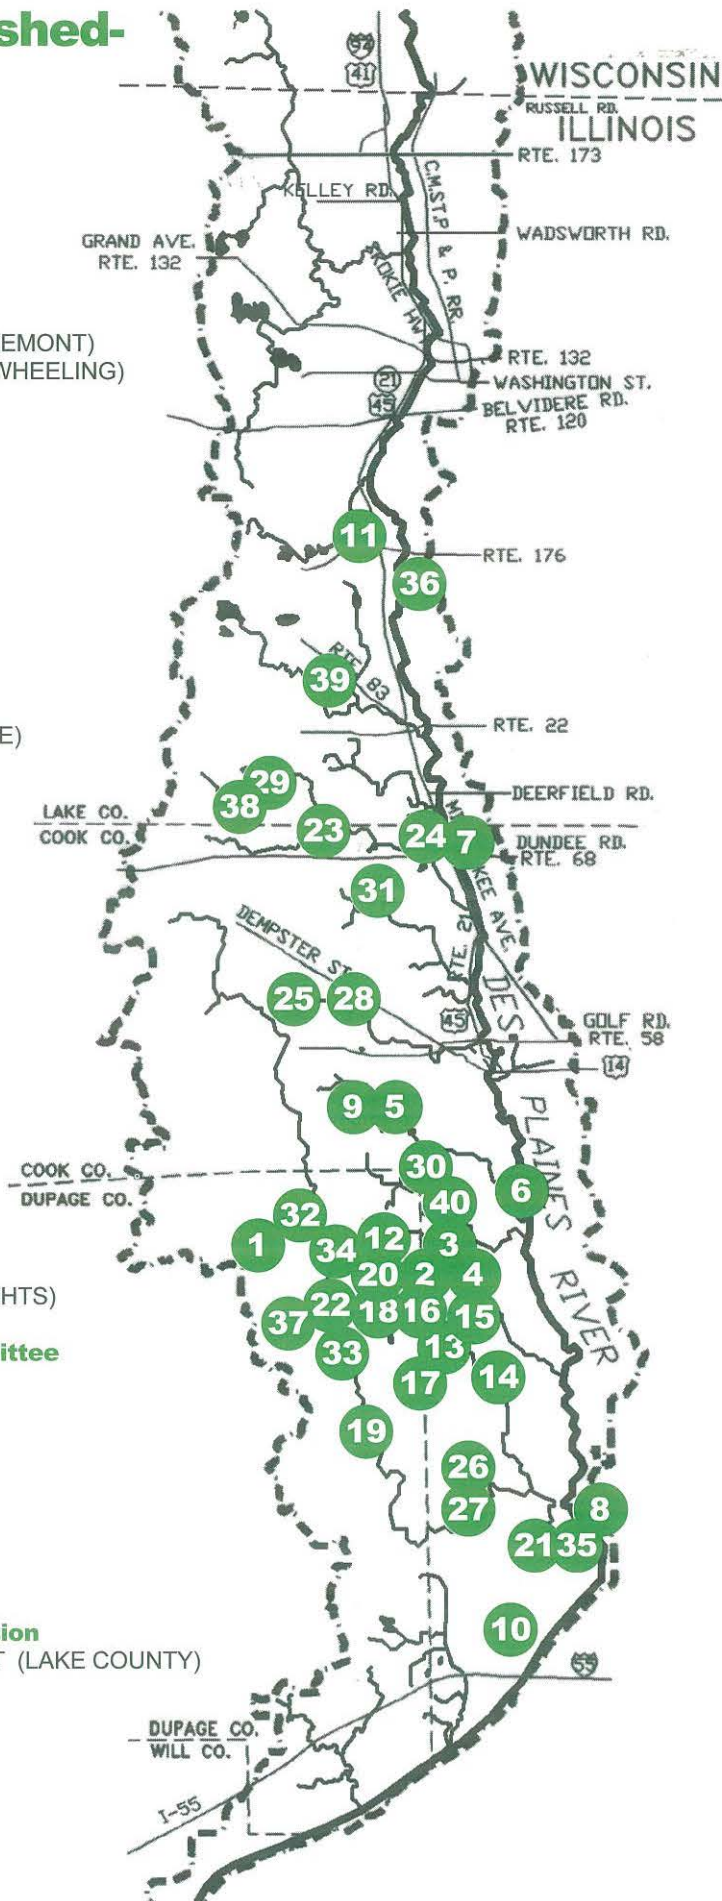 shed-
94
41
WISCONSIN
RUSSELL RD.
ILLINOIS
RTE. 173
KELLEY RD.
C.M.ST.P & P. RR.
WADSWORTH RD.
GRAND AVE.
RTE. 132
SKOKIE HW
EMONT)
WHEELING)
RTE. 132
21
WASHINGTON ST.
45
BELVIDERE RD.
RTE. 120
11
RTE. 176
36
RTE. 83
39
RTE. 22
E)
29
DEERFIELD RD.
38
LAKE CO.
COOK CO.
23
24
7
DUNDEE RD.
RTE. 68
MI
KEE AVE.
31
DEMPSTER ST.
RTE. 21
25
28
DES.
45
GOLF RD.
RTE. 58
14
9
5
PLAINES
COOK CO.
DUPAGE CO.
30
6
40
32
1
34
12
3
20
2
4
RIVER
HTS)
22
18
16
15
37
ittee
33
13
17
14
19
26
27
8
21
35
10
ion
T (LAKE COUNTY)
55
DUPAGE CO.
WILL CO.
I-55